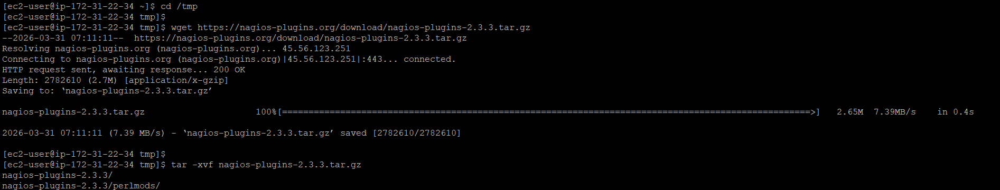 [ec2-user@ip-172-31-22-34 ~]$ cd /tmp
[ec2-user@ip-172-31-22-34 tmp]$
[ec2-user@ip-172-31-22-34 tmp]$ wget https://nagios-plugins.org/download/nagios-plugins-2.3.3.tar.gz
--2026-03-31 07:11:11--  https://nagios-plugins.org/download/nagios-plugins-2.3.3.tar.gz
Resolving nagios-plugins.org (nagios-plugins.org)... 45.56.123.251
Connecting to nagios-plugins.org (nagios-plugins.org)|45.56.123.251|:443... connected.
HTTP request sent, awaiting response... 200 OK
Length: 2782610 (2.7M) [application/x-gzip]
Saving to: ‘nagios-plugins-2.3.3.tar.gz’
nagios-plugins-2.3.3.tar.gz                     100%[====================================================================================================>]   2.65M  7.39MB/s    in 0.4s
2026-03-31 07:11:11 (7.39 MB/s) - ‘nagios-plugins-2.3.3.tar.gz’ saved [2782610/2782610]
[ec2-user@ip-172-31-22-34 tmp]$
[ec2-user@ip-172-31-22-34 tmp]$ tar -xvf nagios-plugins-2.3.3.tar.gz
nagios-plugins-2.3.3/
nagios-plugins-2.3.3/perlmods/